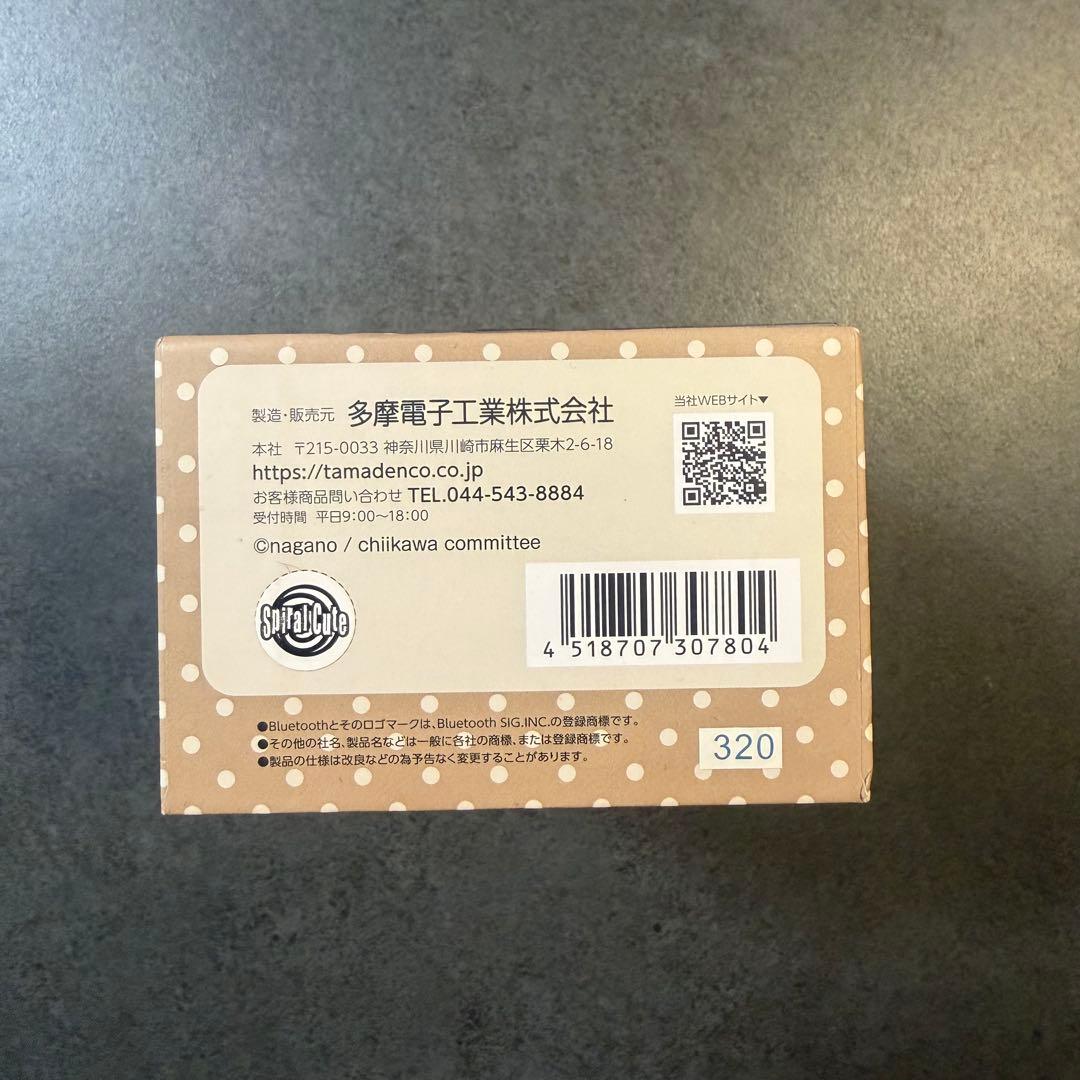 製造・販売元 多摩電子工業株式会社
本社 〒215-0033 神奈川県川崎市麻生区栗木2-6-18
https://tamadenco.co.jp
お客様商品問い合わせ TEL.044-543-8884
受付時間 平日9:00～18:00
©nagano / chiikawa committee
当社WEBサイト▼
Spiral Cute
4 518707 307804
●Bluetoothとそのロゴマークは、Bluetooth SIG.INC.の登録商標です。
●その他の社名、製品名などは一般に各社の商標、または登録商標です。
●製品の仕様は改良などの為予告なく変更することがあります。
320